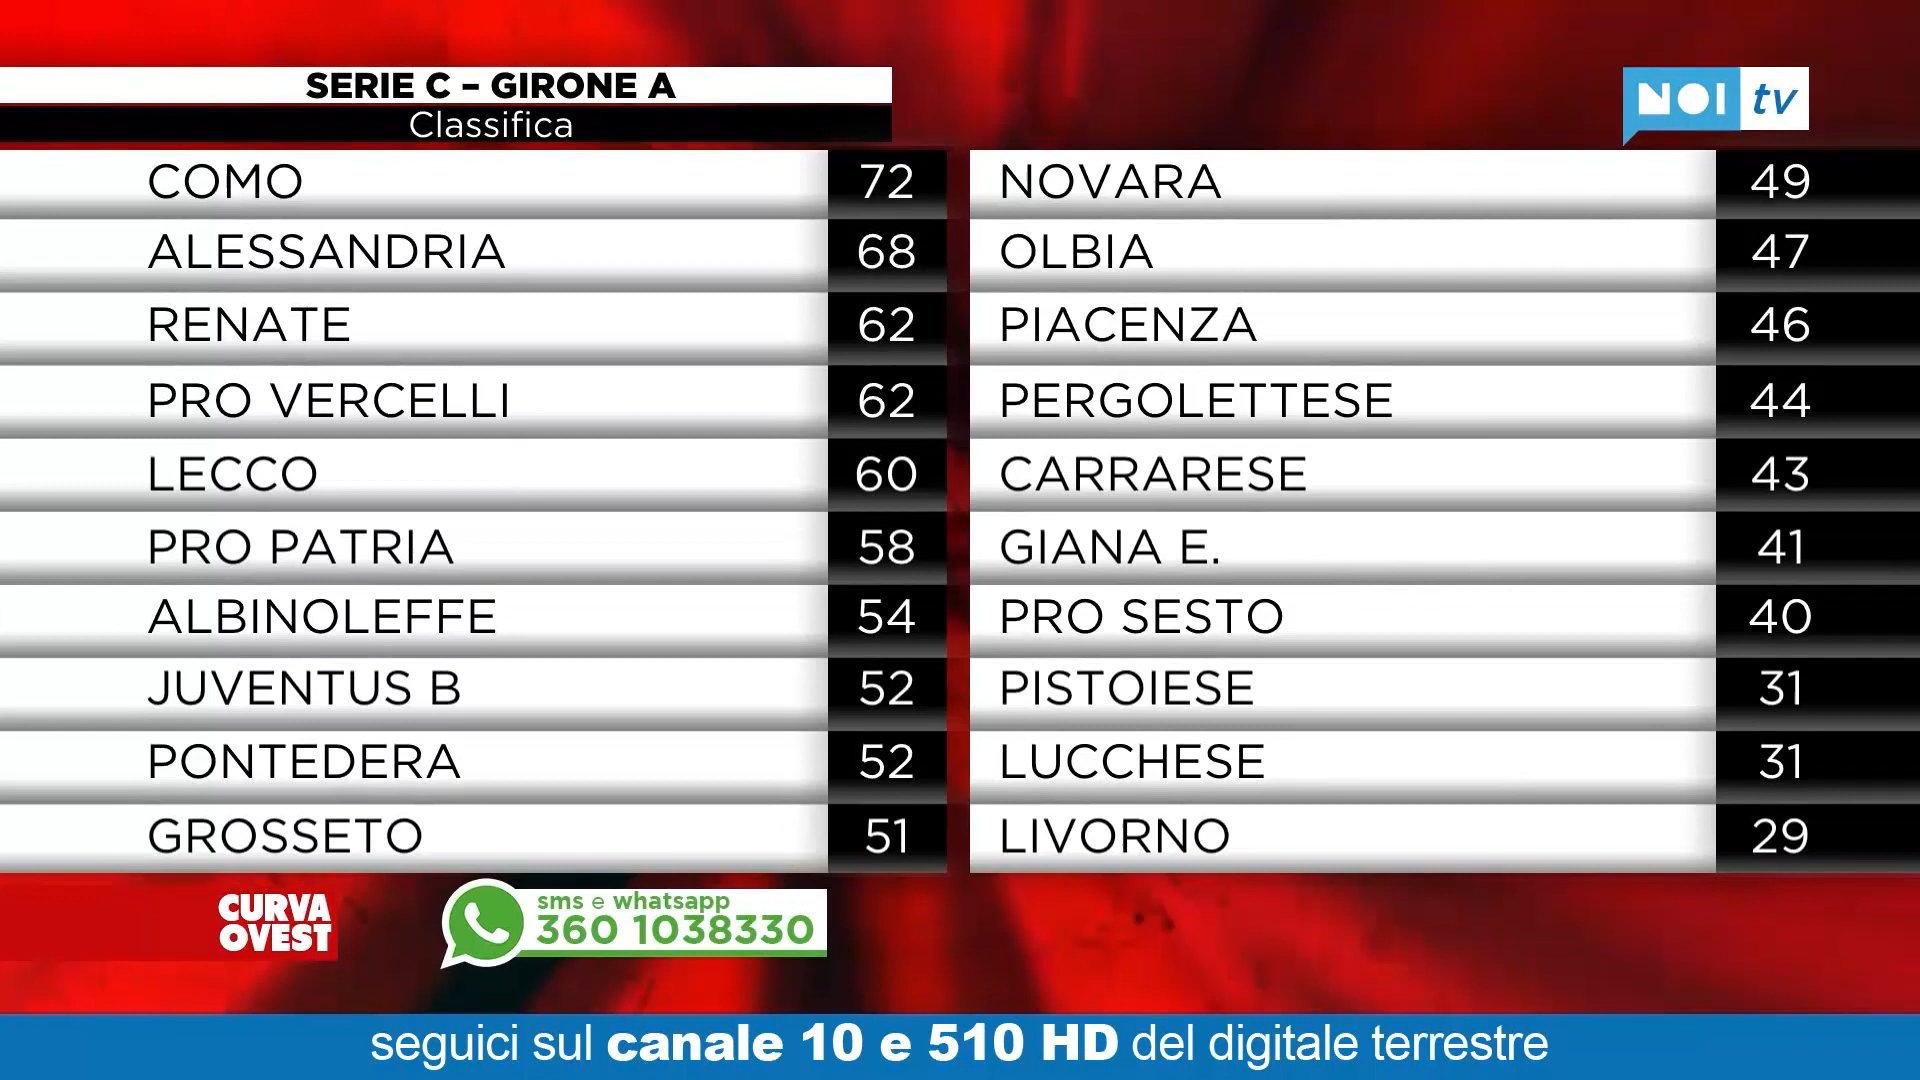 SERIE C – GIRONE A
Classifica
NOI tv
COMO 72
ALESSANDRIA 68
RENATE 62
PRO VERCELLI 62
LECCO 60
PRO PATRIA 58
ALBINOLEFFE 54
JUVENTUS B 52
PONTEDERA 52
GROSSETO 51
NOVARA 49
OLBIA 47
PIACENZA 46
PERGOLETTESE 44
CARRARESE 43
GIANA E. 41
PRO SESTO 40
PISTOIESE 31
LUCCHESE 31
LIVORNO 29
CURVA
OVEST
sms e whatsapp
360 1038330
seguici sul canale 10 e 510 HD del digitale terrestre